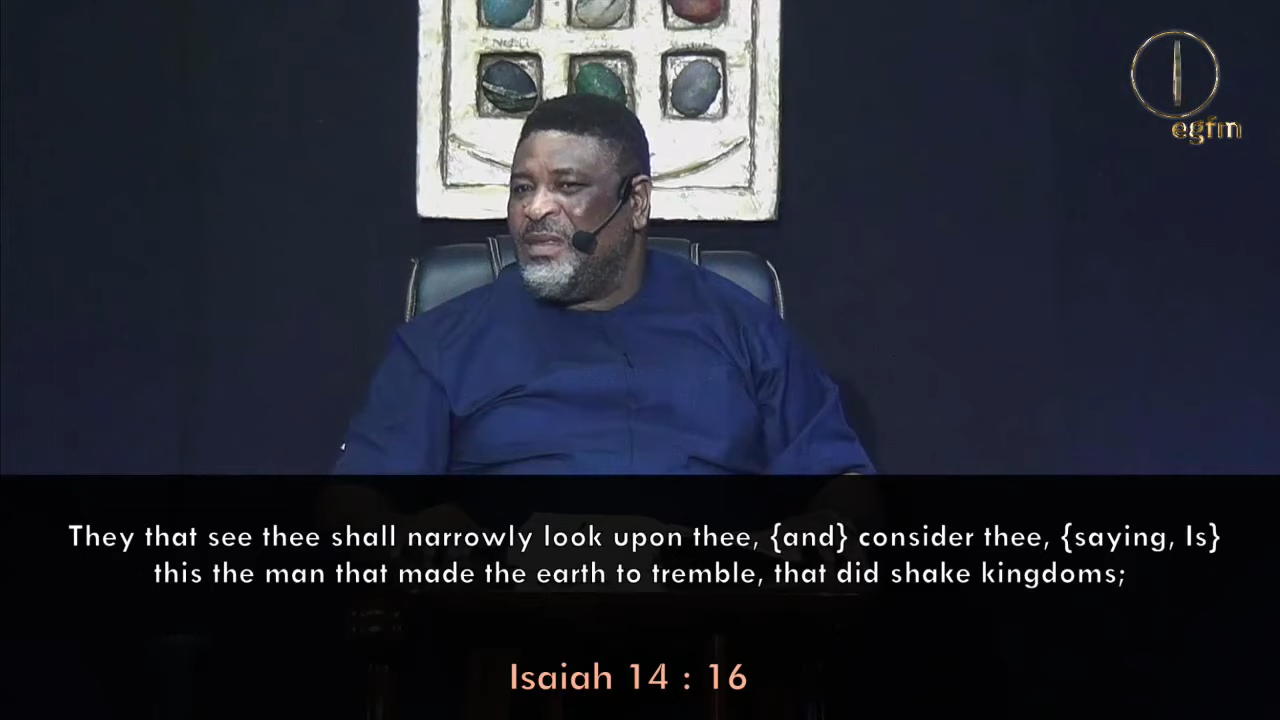 egfm
They that see thee shall narrowly look upon thee, {and} consider thee, {saying, Is}
this the man that made the earth to tremble, that did shake kingdoms;
Isaiah 14 : 16